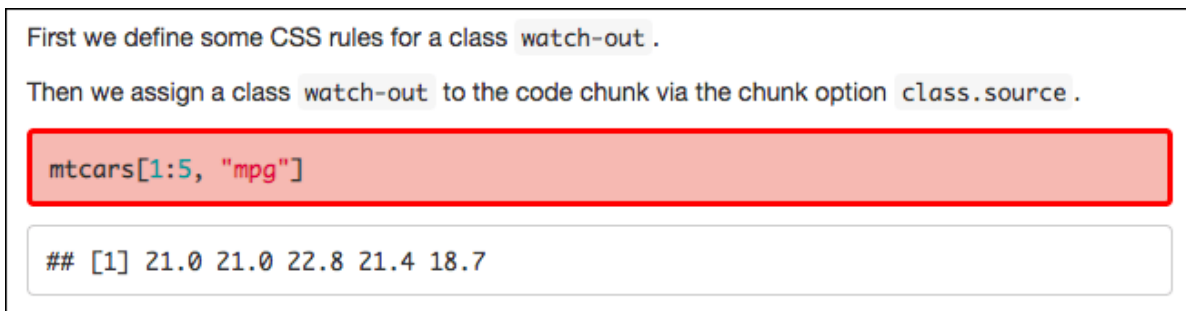 First we define some CSS rules for a class watch-out.
Then we assign a class watch-out to the code chunk via the chunk option class.source.
mtcars[1:5, "mpg"]
## [1] 21.0 21.0 22.8 21.4 18.7